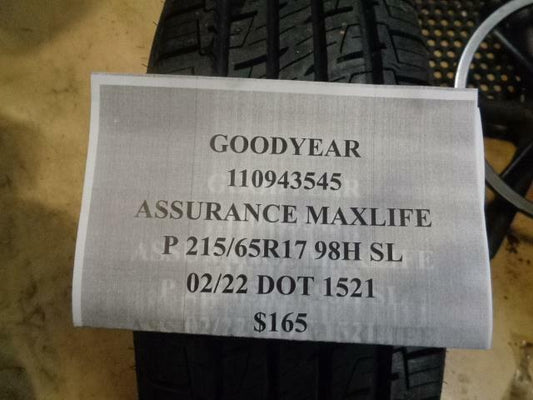 GOODYEAR
110943545
ASSURANCE MAXLIFE
P 215/65R17 98H SL
02/22 DOT 1521
$165